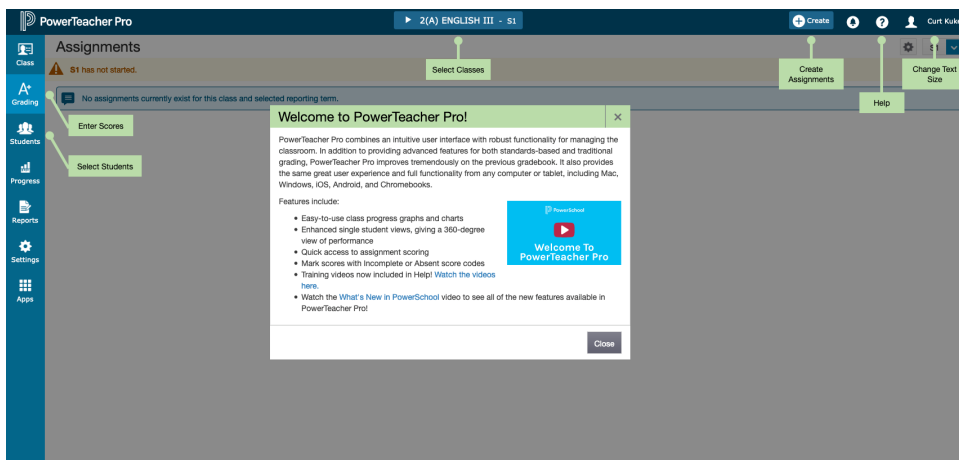 PowerTeacher Pro
2(A) ENGLISH III - S1
Create
Curt Kuke
Class
Grading
Students
Progress
Reports
Settings
Apps
Assignments
S1
S1 has not started.
No assignments currently exist for this class and selected reporting term.
Select Classes
Create
Assignments
Help
Change Text
Size
Enter Scores
Select Students
Welcome to PowerTeacher Pro!
PowerTeacher Pro combines an intuitive user interface with robust functionality for managing the
classroom. In addition to providing advanced features for both standards-based and traditional
grading, PowerTeacher Pro improves tremendously on the previous gradebook. It also provides
the same great user experience and full functionality from any computer or tablet, including Mac,
Windows, iOS, Android, and Chromebooks.
Features include:
• Easy-to-use class progress graphs and charts
• Enhanced single student views, giving a 360-degree
view of performance
• Quick access to assignment scoring
• Mark scores with Incomplete or Absent score codes
• Training videos now included in Help! Watch the videos
here.
• Watch the What's New in PowerSchool video to see all of the new features available in
PowerTeacher Pro!
PowerSchool
Welcome To
PowerTeacher Pro
Close